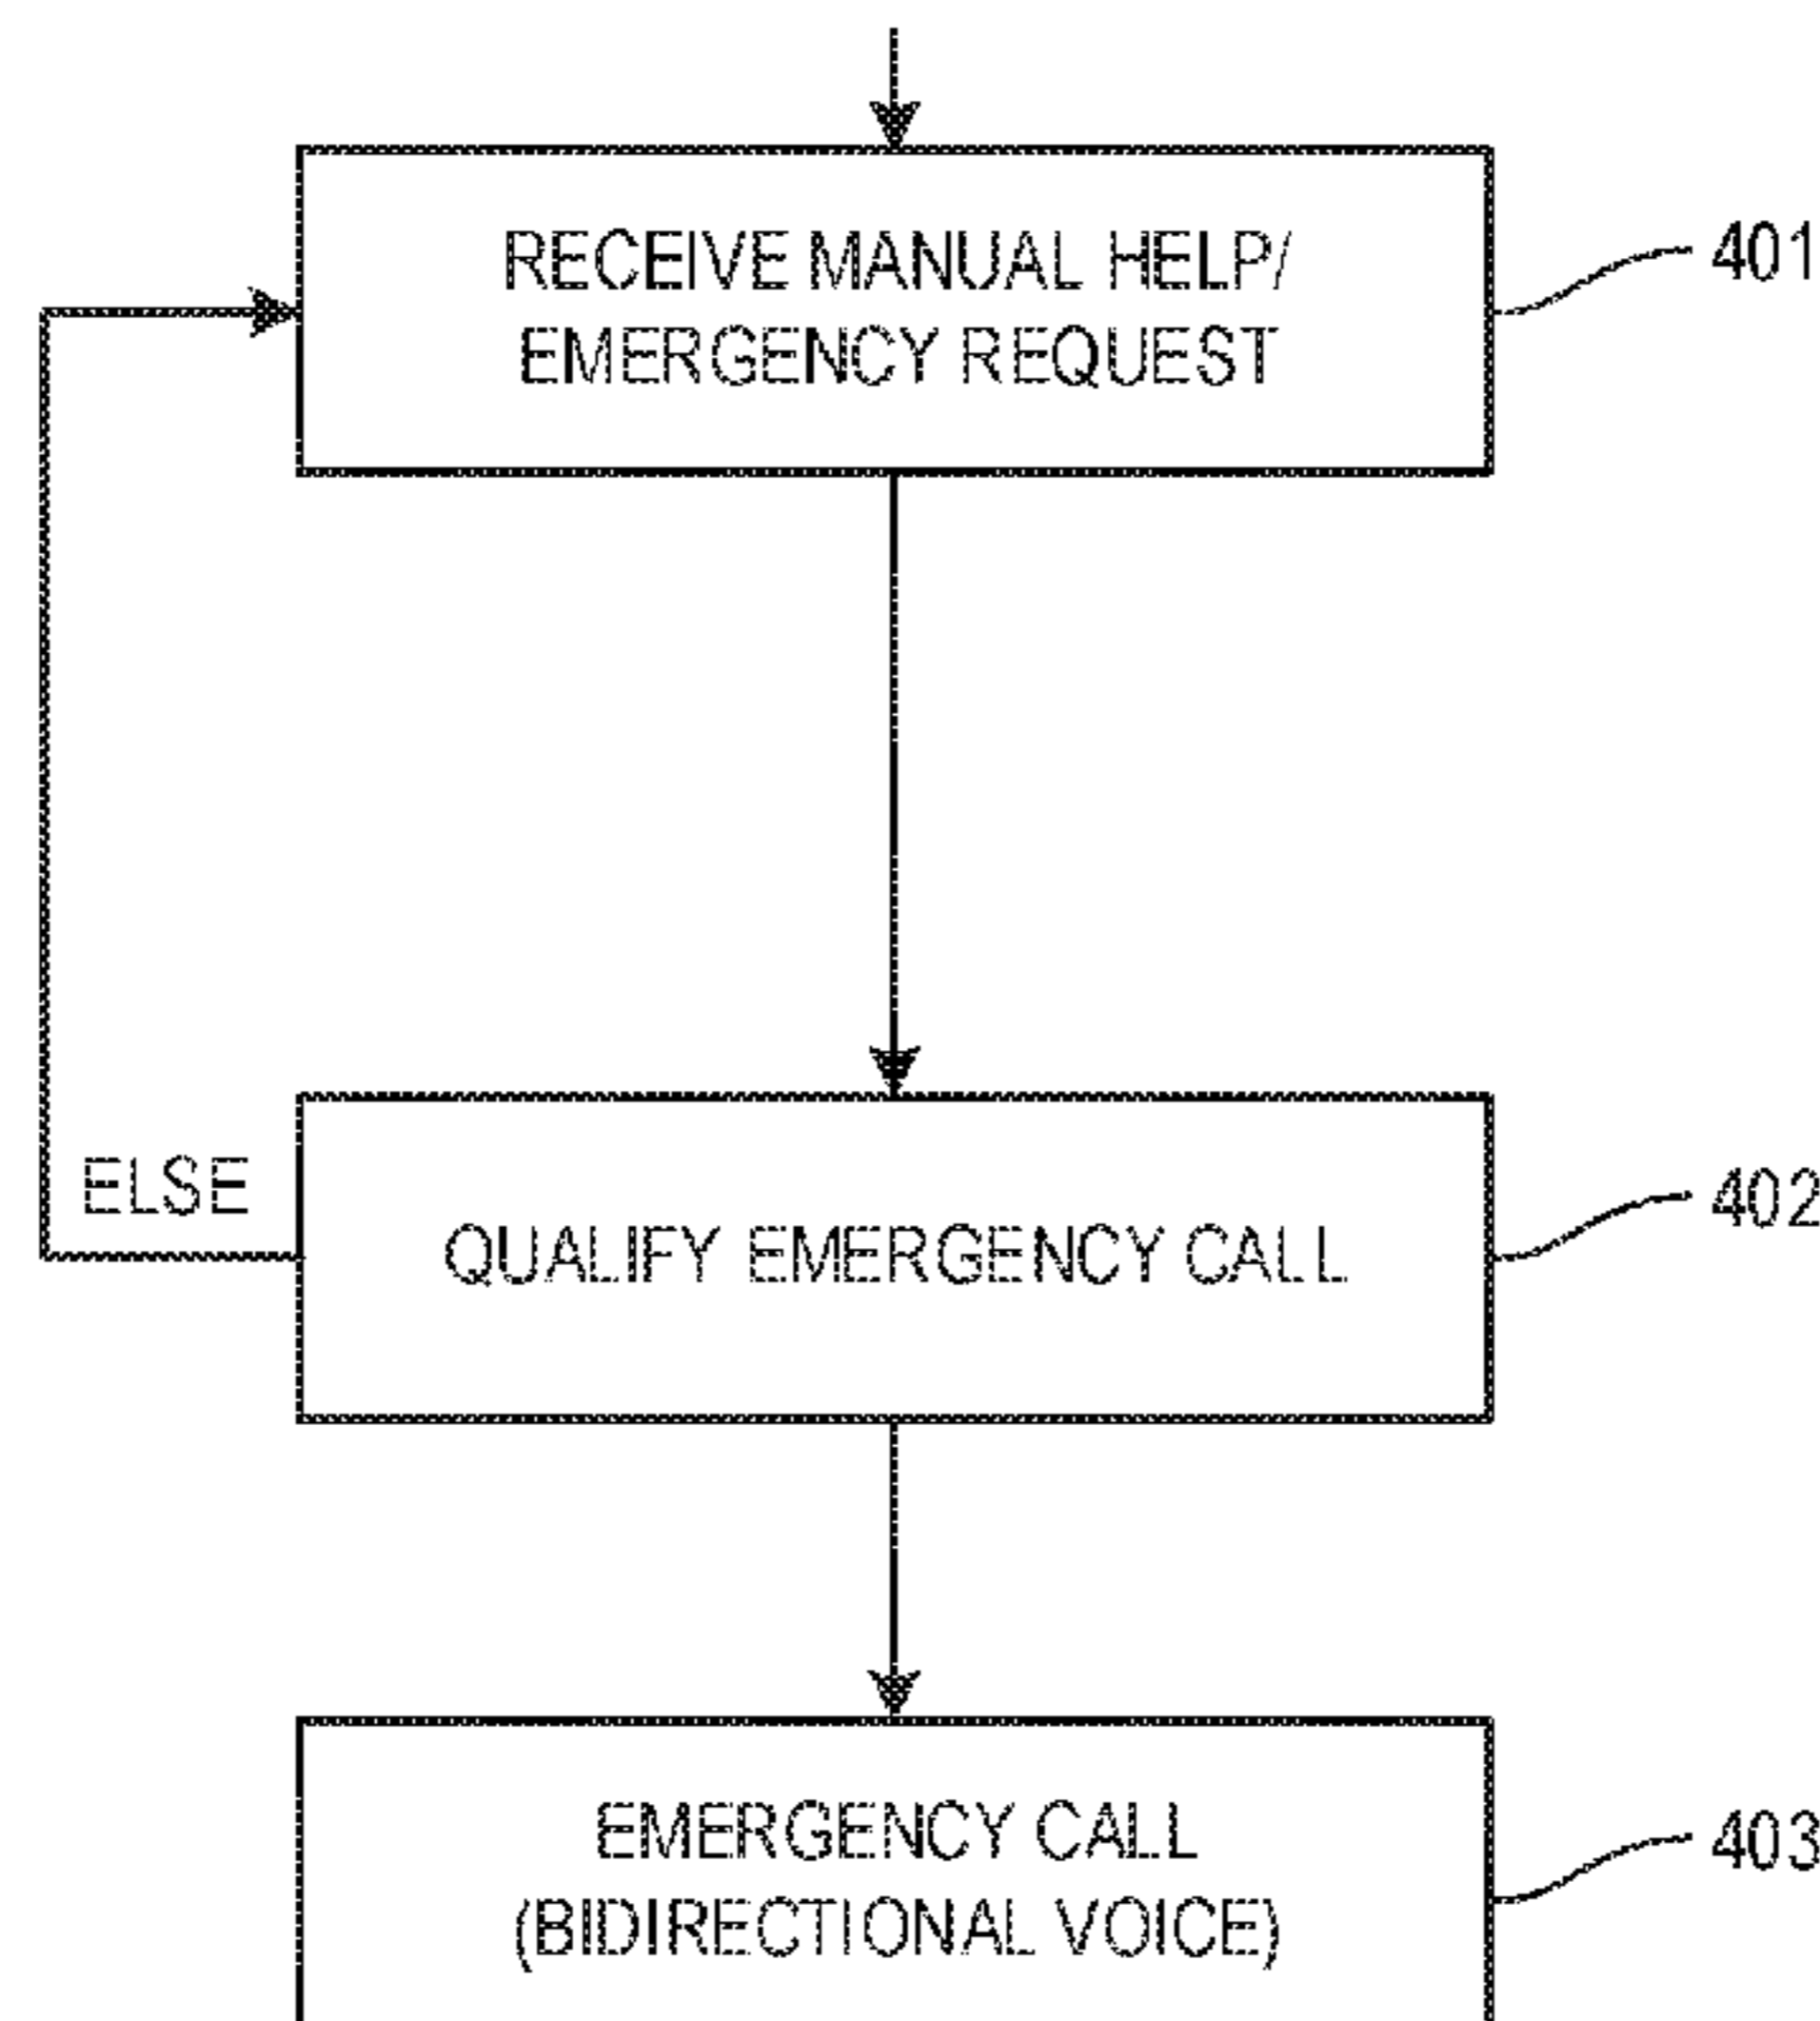 RECEIVE MANUAL HELP/
EMERGENCY REQUEST
401
ELSE
QUALIFY EMERGENCY CALL
402
EMERGENCY CALL
(BIDIRECTIONAL VOICE)
403